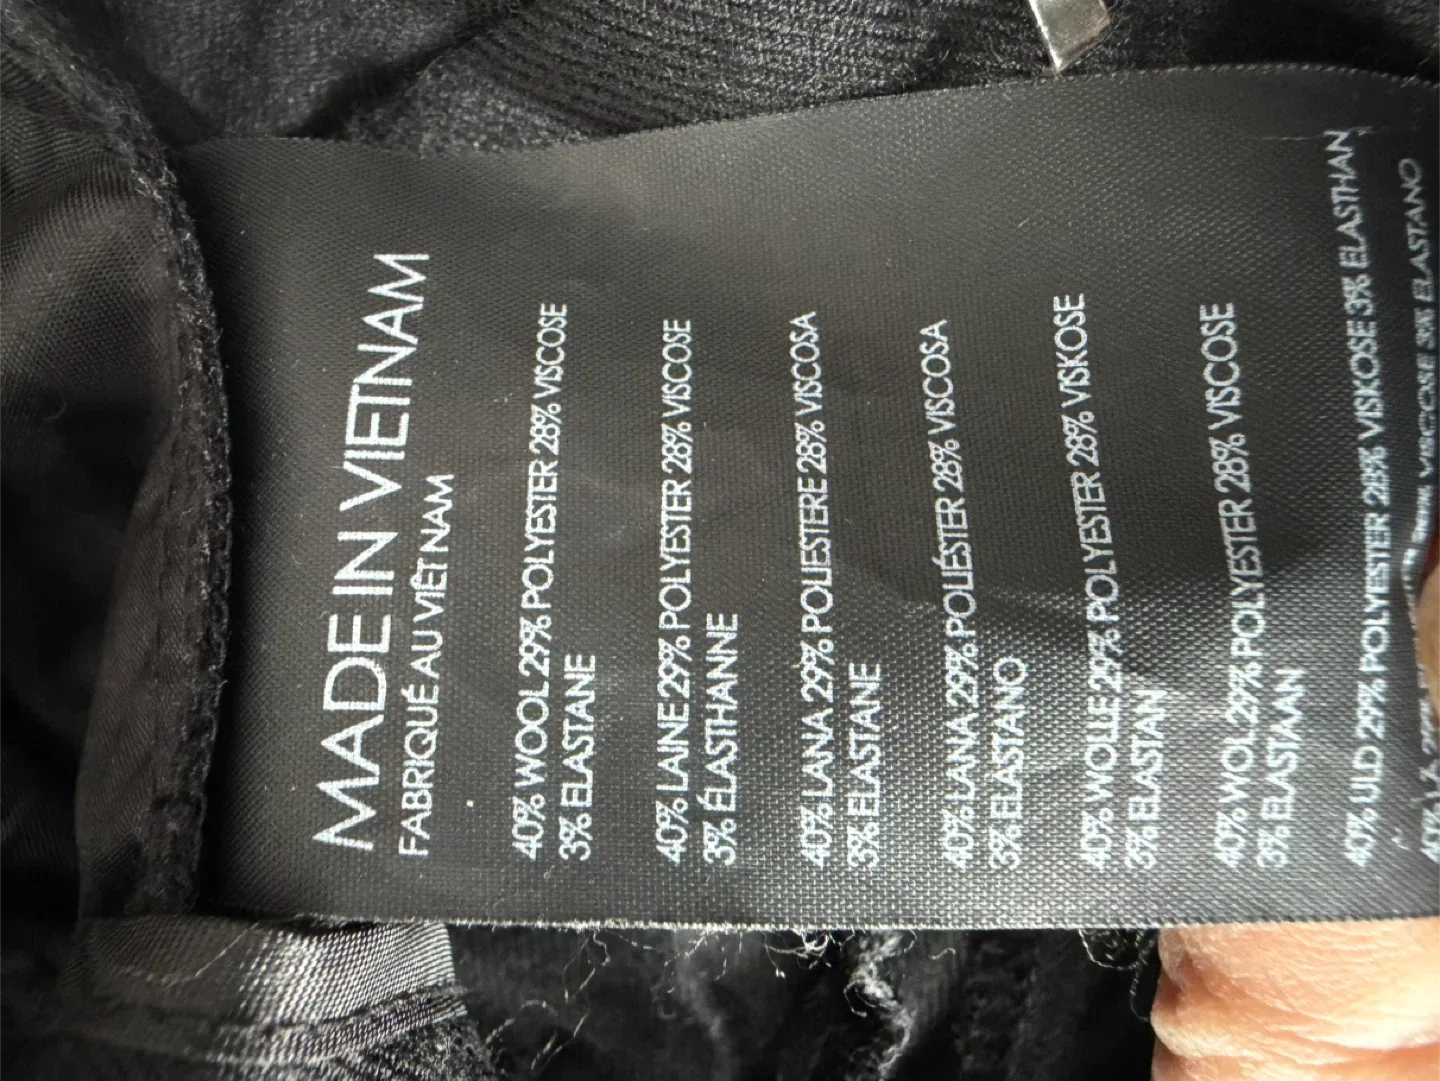 MADE IN VIETNAM
FABRIQUÉ AU VIÊT NAM
40% WOOL 29% POLYESTER 28% VISCOSE
3% ELASTANE
40% LAINE 29% POLYESTER 28% VISCOSE
3% ÉLASTHANNE
40% LANA 29% POLIESTERE 28% VISCOSA
3% ELASTANE
40% LANA 29% POLIÉSTER 28% VISCOSA
3% ELASTANO
40% WOLLE 29% POLYESTER 28% VISKOSE
3% ELASTAN
40% WOL 29% POLYESTER 28% VISCOSE
3% ELASTAAN
40% ULD 29% POLYESTER 28% VISKOSE 3% ELASTHAN
VISCOSE 3% ELASTANO